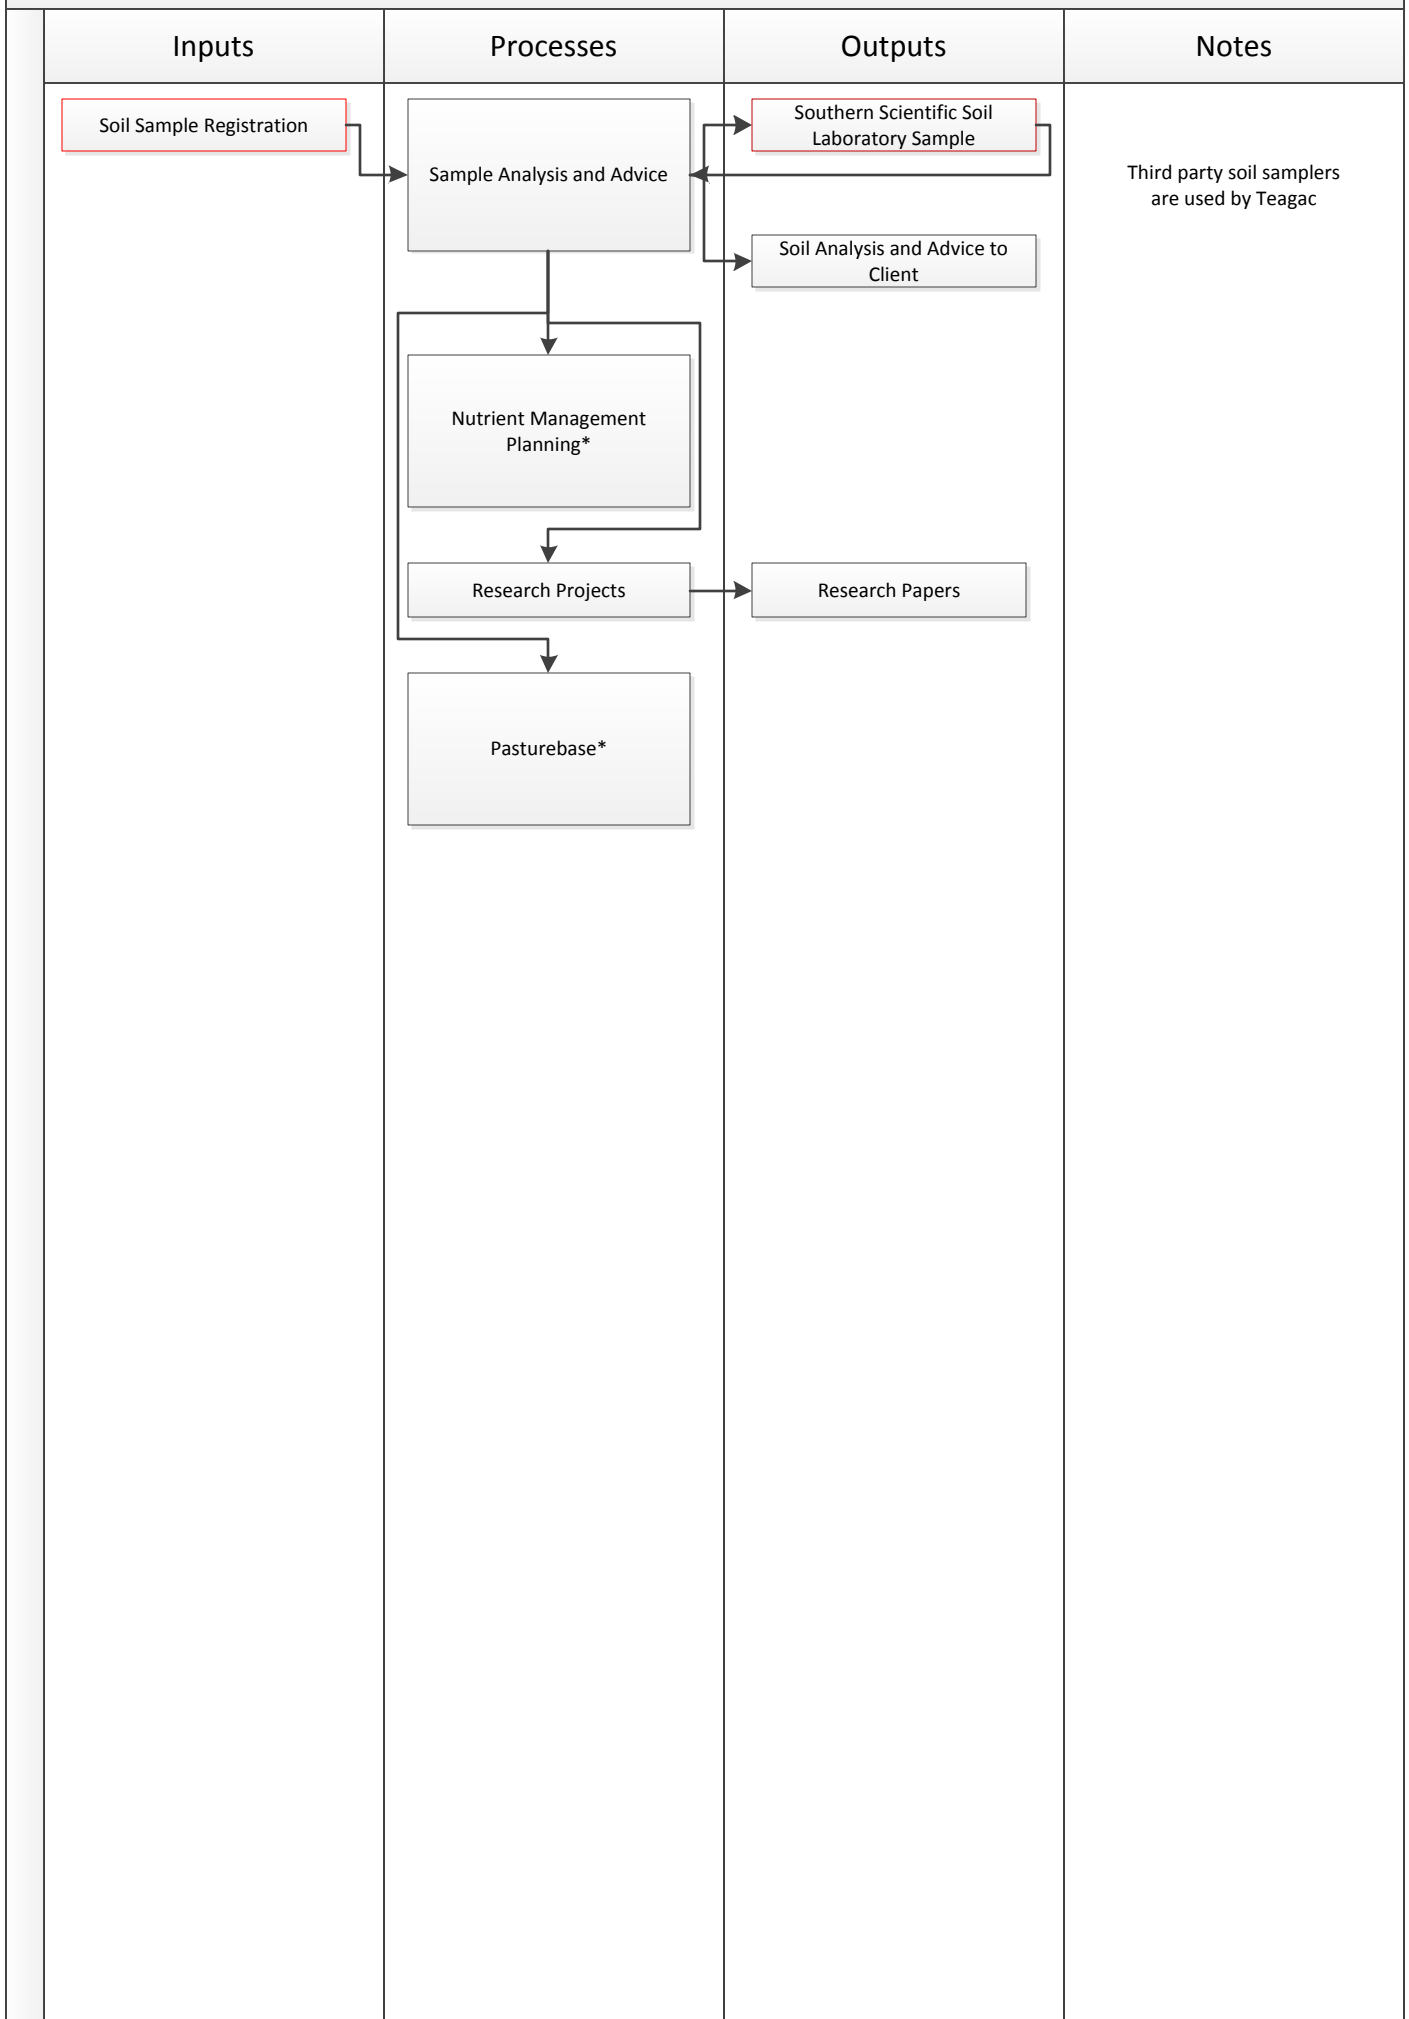 Inputs
Processes
Outputs
Notes
Soil Sample Registration
Sample Analysis and Advice
Southern Scientific Soil
Laboratory Sample
Third party soil samplers
are used by Teagac
Soil Analysis and Advice to
Client
Nutrient Management
Planning*
Research Projects
Research Papers
Pasturebase*